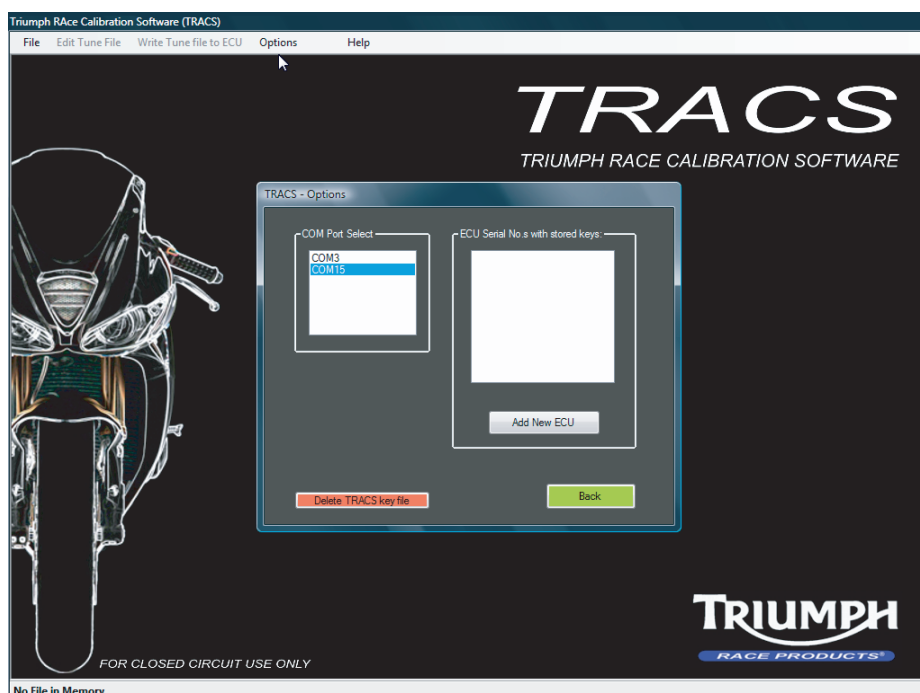 Triumph RAce Calibration Software (TRACS)
File Edit Tune File Write Tune file to ECU Options Help
TRACS
TRIUMPH RACE CALIBRATION SOFTWARE
TRACS - Options
COM Port Select
ECU Serial No.s with stored keys:
COM3
COM15
Add New ECU
Delete TRACS key file
Back
TRIUMPH
RACE PRODUCTS®
FOR CLOSED CIRCUIT USE ONLY
No File in Memory